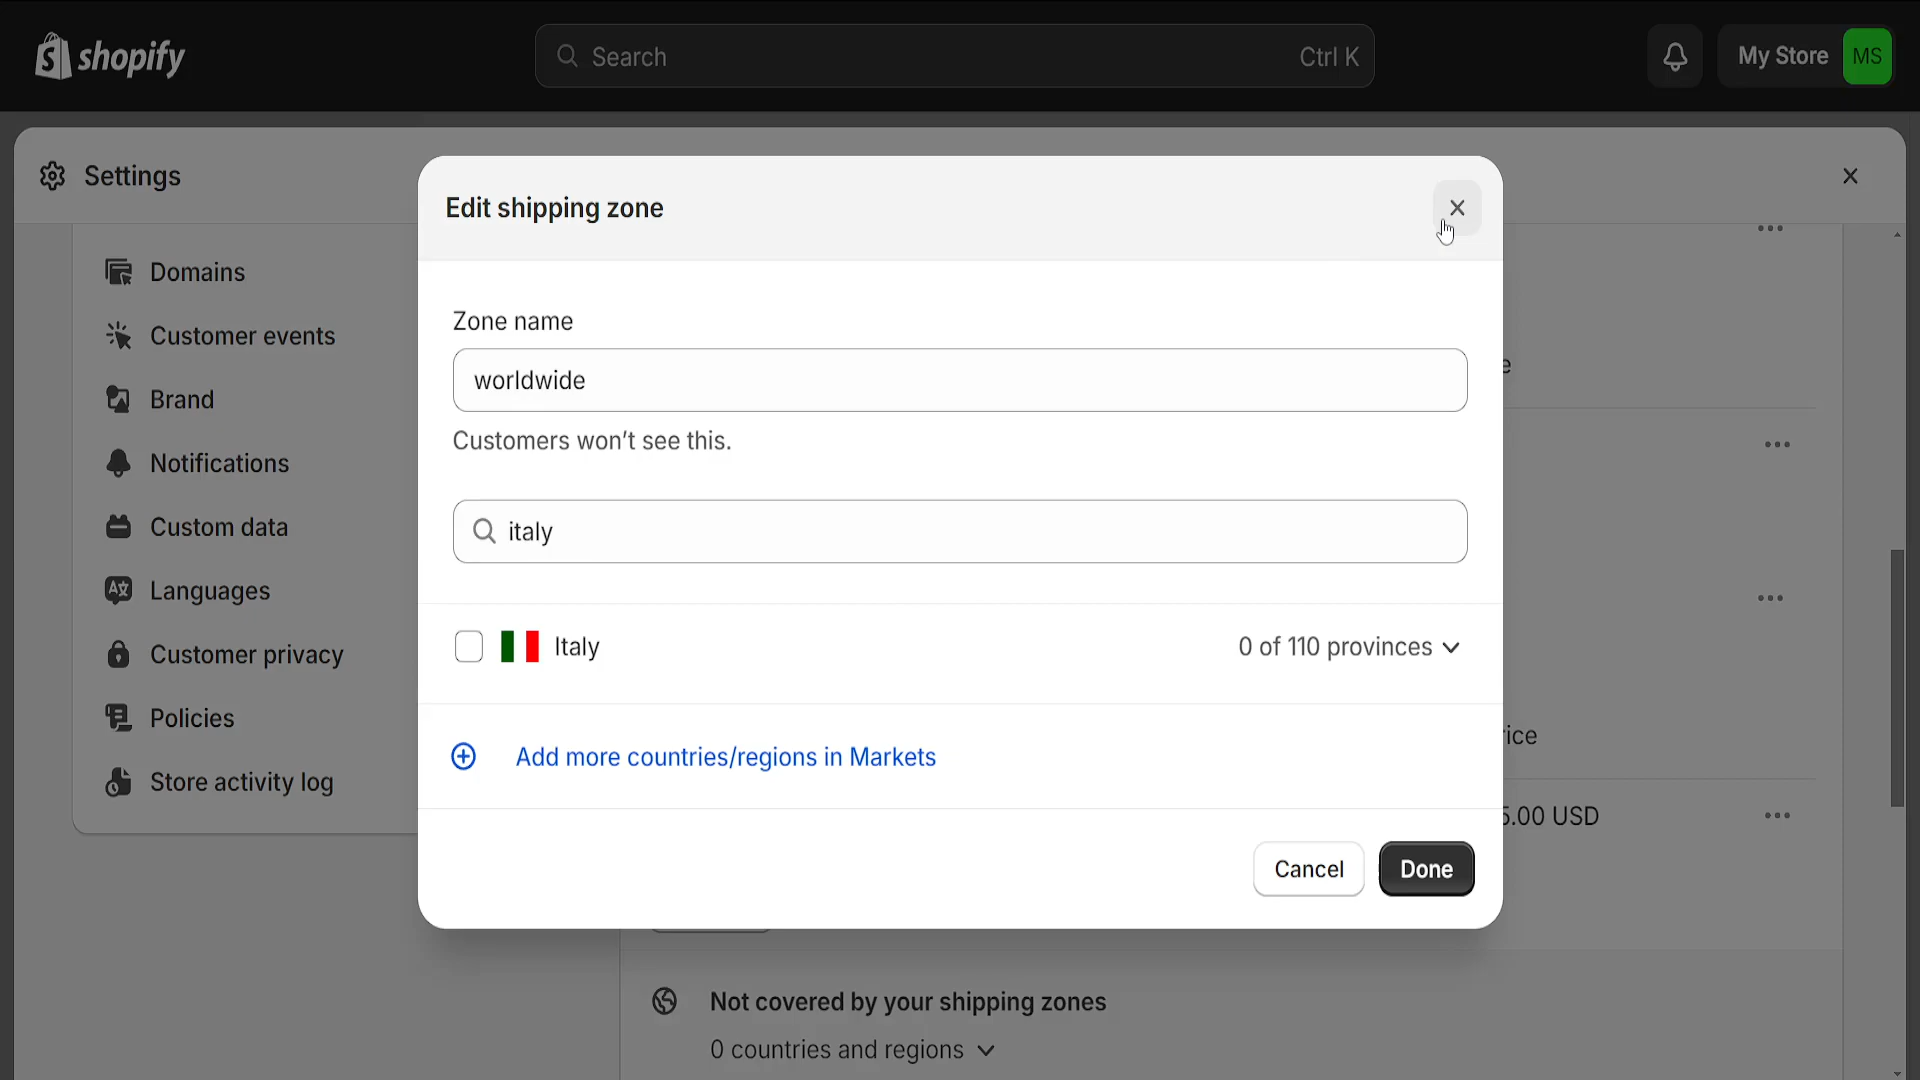 shopify
Search
Ctrl K
My Store
MS
Settings
Domains
Customer events
Brand
Notifications
Custom data
Languages
Customer privacy
Policies
Store activity log
Edit shipping zone
Zone name
worldwide
Customers won't see this.
italy
Italy
0 of 110 provinces
Add more countries/regions in Markets
Cancel
Done
5.00 USD
Not covered by your shipping zones
0 countries and regions